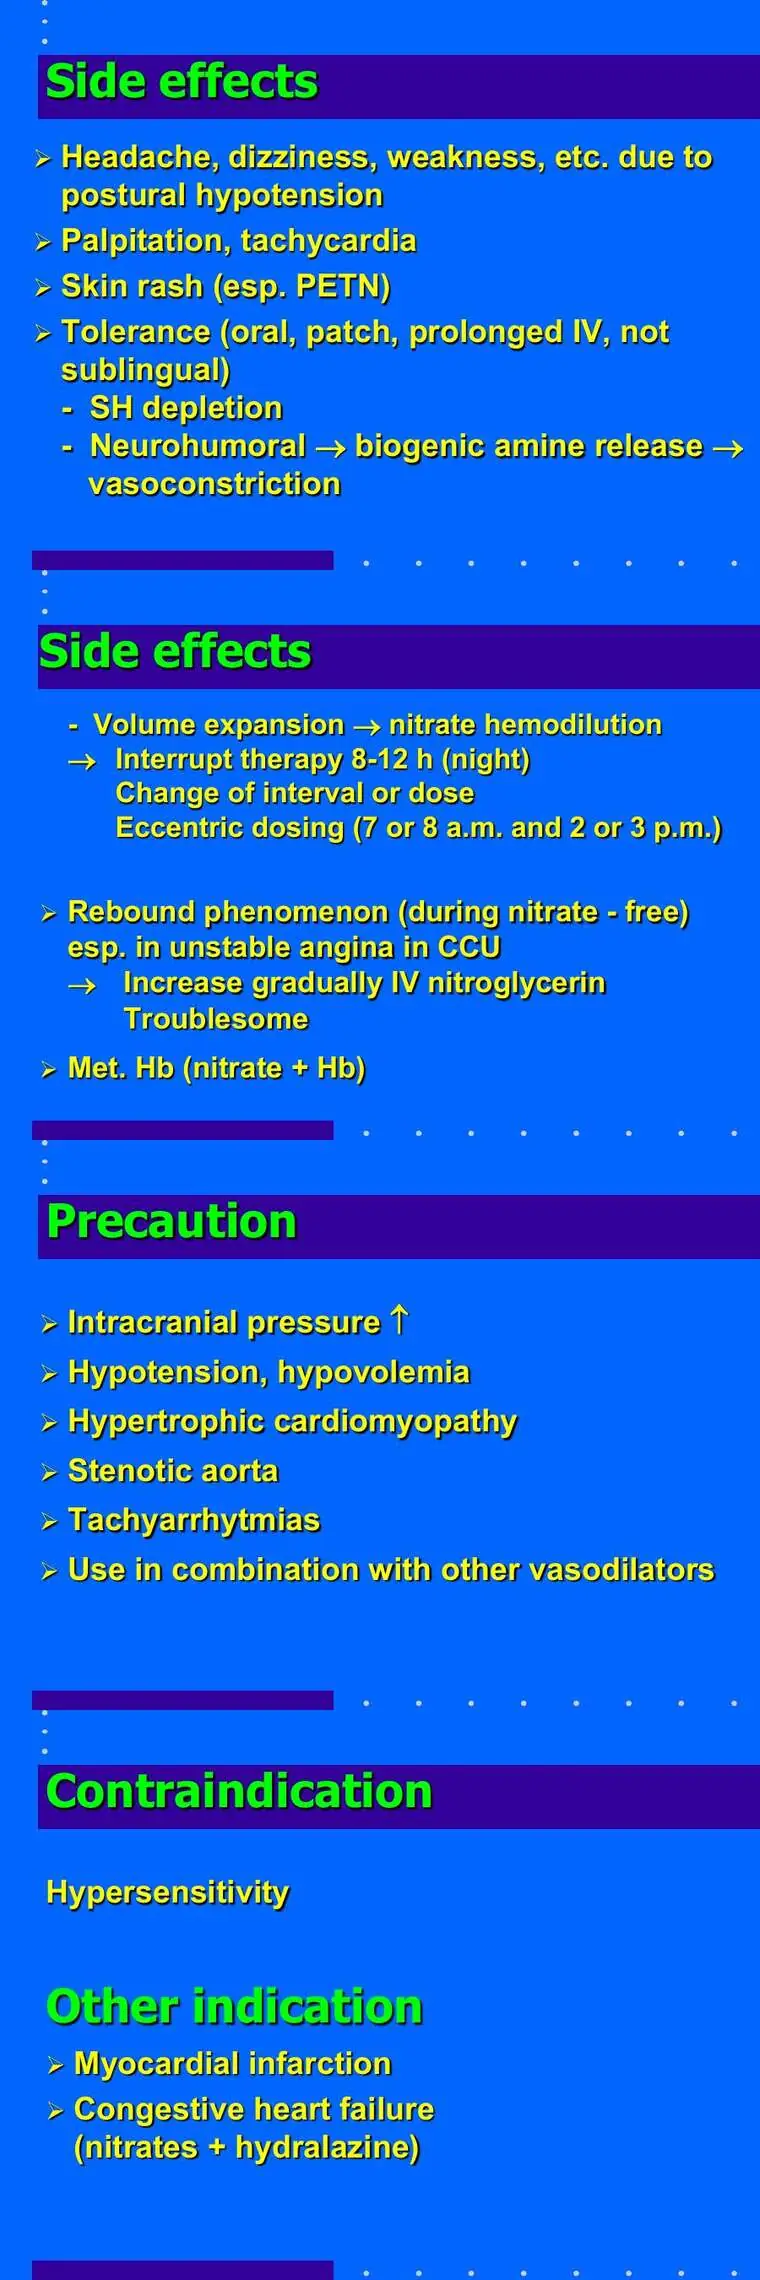 Side effects
➢ Headache, dizziness, weakness, etc. due to
postural hypotension
➢ Palpitation, tachycardia
➢ Skin rash (esp. PETN)
➢ Tolerance (oral, patch, prolonged IV, not
sublingual)
- SH depletion
- Neurohumoral → biogenic amine release →
vasoconstriction
Side effects
- Volume expansion → nitrate hemodilution
→ Interrupt therapy 8-12 h (night)
Change of interval or dose
Eccentric dosing (7 or 8 a.m. and 2 or 3 p.m.)
➢ Rebound phenomenon (during nitrate - free)
esp. in unstable angina in CCU
→ Increase gradually IV nitroglycerin
Troublesome
➢ Met. Hb (nitrate + Hb)
Precaution
➢ Intracranial pressure ↑
➢ Hypotension, hypovolemia
➢ Hypertrophic cardiomyopathy
➢ Stenotic aorta
➢ Tachyarrhytmias
➢ Use in combination with other vasodilators
Contraindication
Hypersensitivity
Other indication
➢ Myocardial infarction
➢ Congestive heart failure
(nitrates + hydralazine)